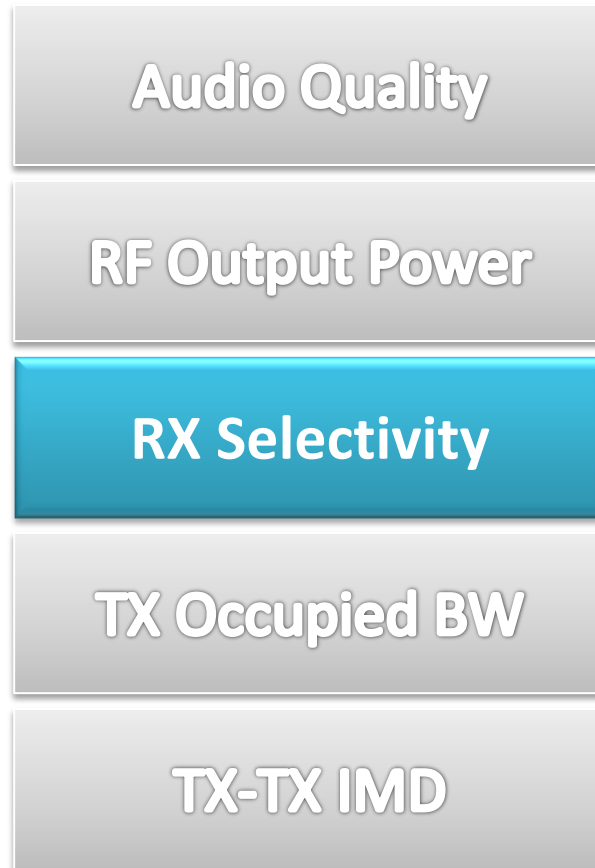 Audio Quality
RF Output Power
RX Selectivity
TX Occupied BW
TX-TX IMD